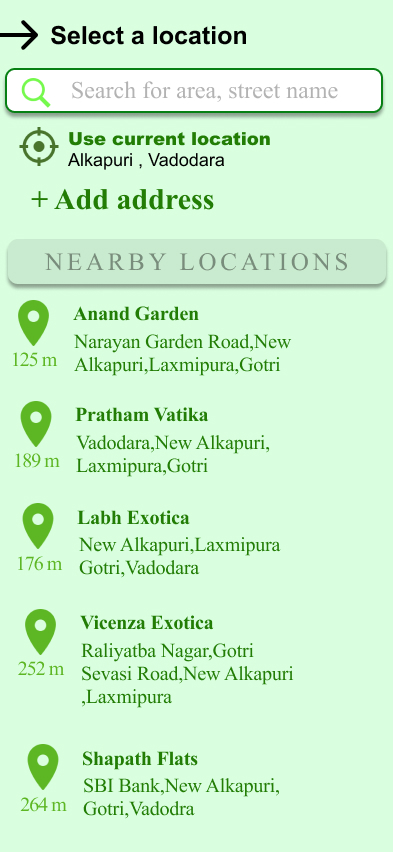 Select a location
Search for area, street name
Use current location
Alkapuri , Vadodara
+ Add address
NEARBY LOCATIONS
Anand Garden
Narayan Garden Road,New
Alkapuri,Laxmipura,Gotri
125 m
Pratham Vatika
Vadodara,New Alkapuri,
Laxmipura,Gotri
189 m
Labh Exotica
New Alkapuri,Laxmipura
Gotri,Vadodara
176 m
Vicenza Exotica
Raliyatba Nagar,Gotri
Sevasi Road,New Alkapuri
,Laxmipura
252 m
Shapath Flats
SBI Bank,New Alkapuri,
Gotri,Vadodra
264 m